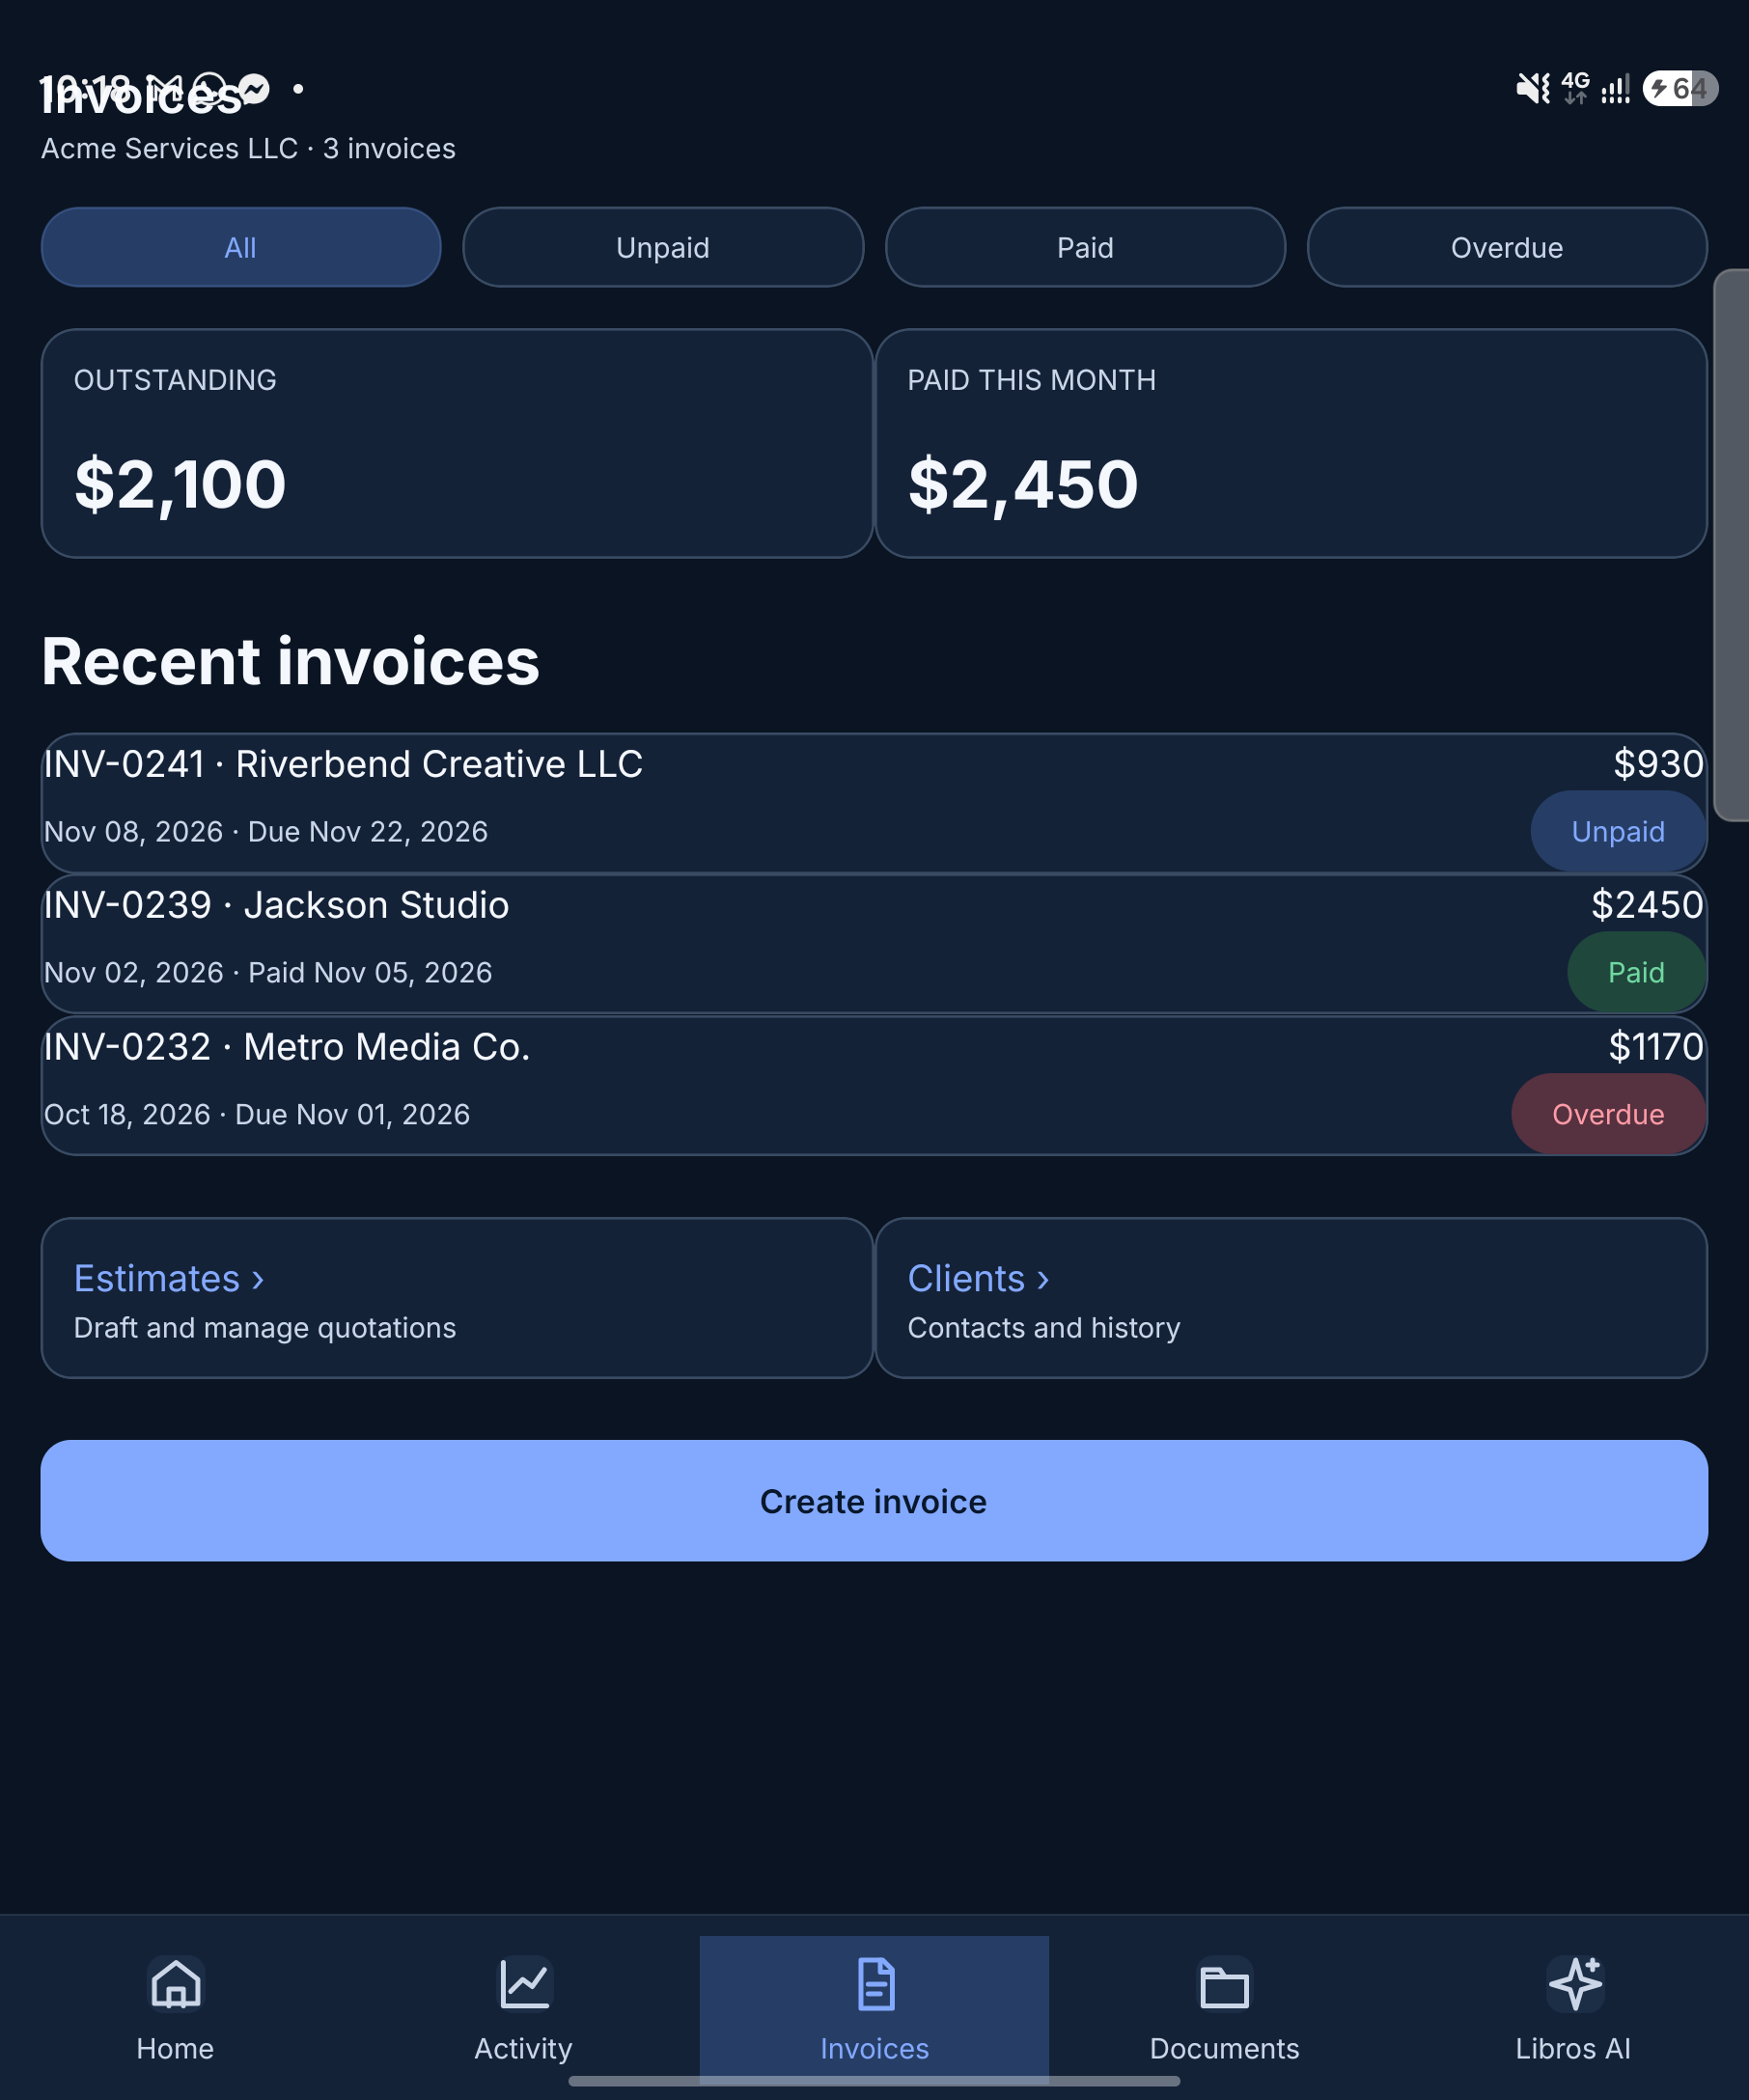 10:18
4G
64
Invoices
Acme Services LLC · 3 invoices
All
Unpaid
Paid
Overdue
OUTSTANDING
$2,100
PAID THIS MONTH
$2,450
Recent invoices
INV-0241 · Riverbend Creative LLC
$930
Nov 08, 2026 · Due Nov 22, 2026
Unpaid
INV-0239 · Jackson Studio
$2450
Nov 02, 2026 · Paid Nov 05, 2026
Paid
INV-0232 · Metro Media Co.
$1170
Oct 18, 2026 · Due Nov 01, 2026
Overdue
Estimates ›
Draft and manage quotations
Clients ›
Contacts and history
Create invoice
Home
Activity
Invoices
Documents
Libros AI